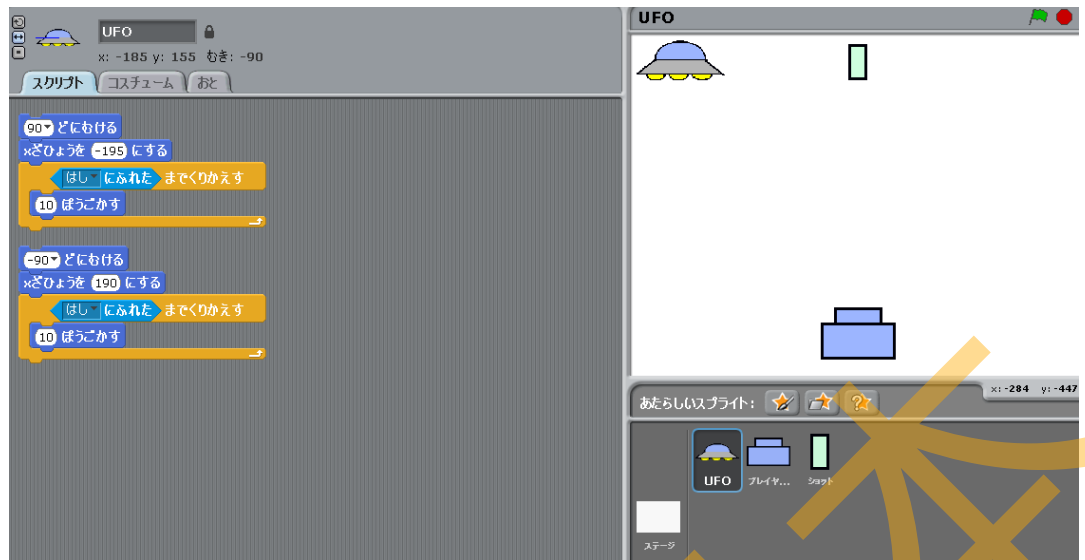 UFO
x: -185 y: 155 むき: -90
スクリプト コスチューム おと
90 どにむける
xざひょうを -195 にする
はし にふれた までくりかえす
10 ぽうごかす
-90 どにむける
xざひょうを 190 にする
はし にふれた までくりかえす
10 ぽうごかす
UFO
x: -284 y: -447
あたらしいスプライト:
UFO プレイヤ... ショット
ステージ